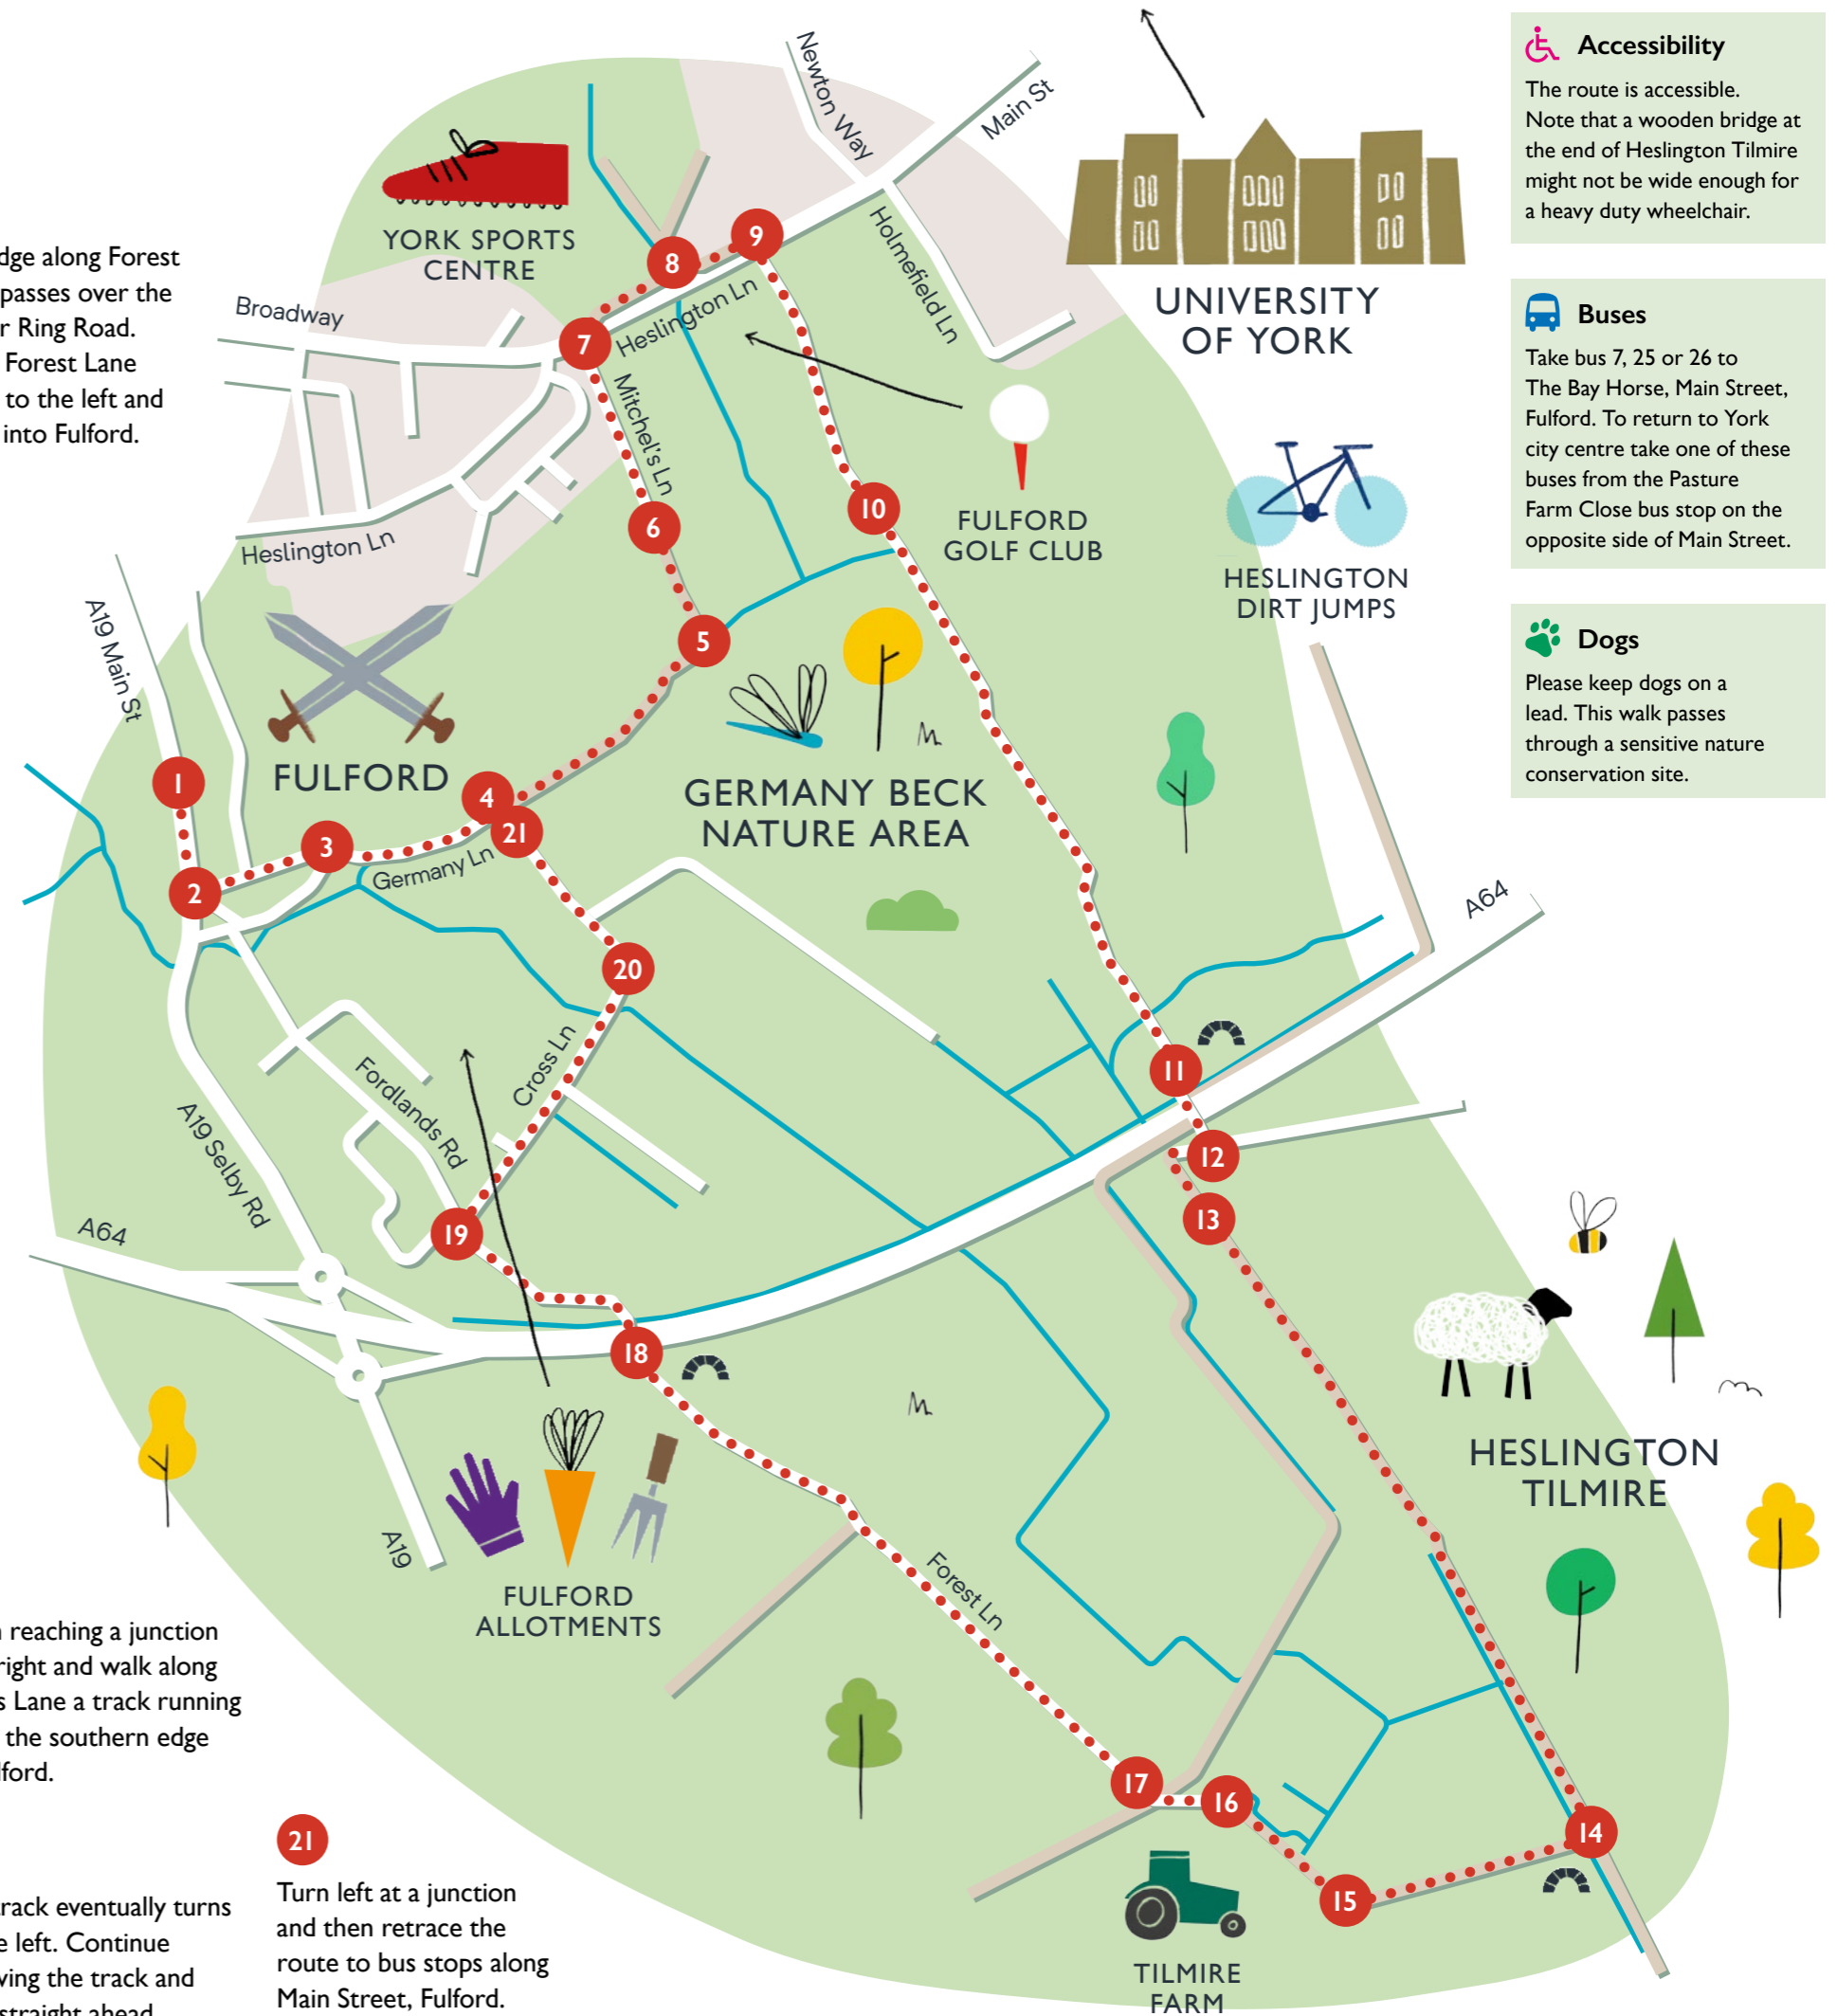 dge along Forest
passes over the
r Ring Road.
Forest Lane
to the left and
into Fulford.
Newton Way
Main St
YORK SPORTS
CENTRE
Broadway
Heslington Ln
Holmefield Ln
UNIVERSITY
OF YORK
Mitchel's Ln
Heslington Ln
FULFORD
GOLF CLUB
HESLINGTON
DIRT JUMPS
A19 Main St
FULFORD
GERMANY BECK
NATURE AREA
Germany Ln
A64
Cross Ln
Fordlands Rd
A19 Selby Rd
A64
HESLINGTON
TILMIRE
A19
FULFORD
ALLOTMENTS
Forest Ln
TILMIRE
FARM
1
2
3
4
5
6
7
8
9
10
11
12
13
14
15
16
17
18
19
20
21
Accessibility
The route is accessible.
Note that a wooden bridge at
the end of Heslington Tilmire
might not be wide enough for
a heavy duty wheelchair.
Buses
Take bus 7, 25 or 26 to
The Bay Horse, Main Street,
Fulford. To return to York
city centre take one of these
buses from the Pasture
Farm Close bus stop on the
opposite side of Main Street.
Dogs
Please keep dogs on a
lead. This walk passes
through a sensitive nature
conservation site.
reaching a junction
right and walk along
s Lane a track running
the southern edge
lford.
track eventually turns
e left. Continue
ving the track and
straight ahead
21
Turn left at a junction
and then retrace the
route to bus stops along
Main Street, Fulford.